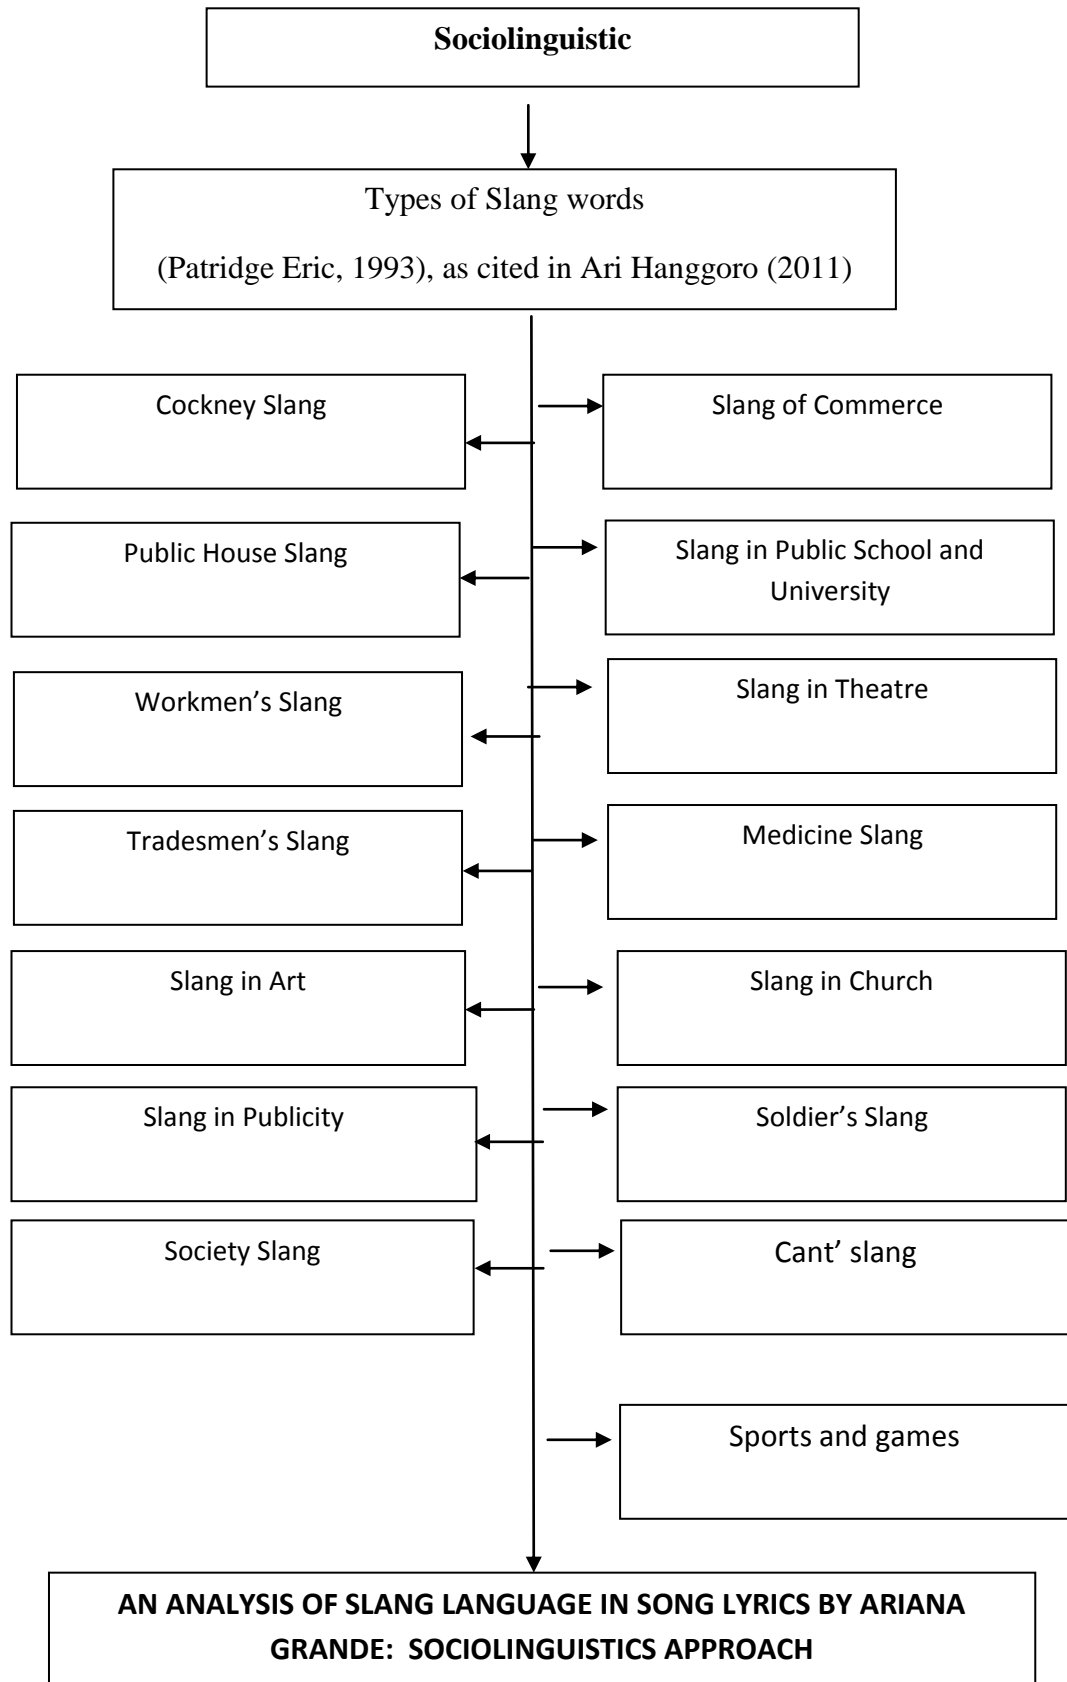 Sociolinguistic
Types of Slang words
(Patridge Eric, 1993), as cited in Ari Hanggoro (2011)
Cockney Slang
Slang of Commerce
Public House Slang
Slang in Public School and
University
Workmen’s Slang
Slang in Theatre
Tradesmen’s Slang
Medicine Slang
Slang in Art
Slang in Church
Slang in Publicity
Soldier’s Slang
Society Slang
Cant’ slang
Sports and games
AN ANALYSIS OF SLANG LANGUAGE IN SONG LYRICS BY ARIANA
GRANDE: SOCIOLINGUISTICS APPROACH